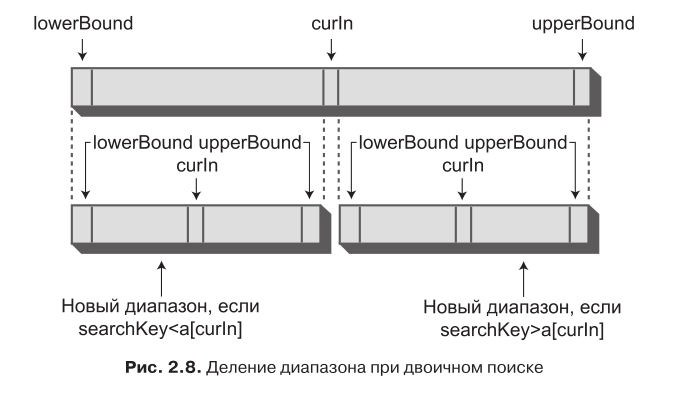 lowerBound curIn upperBound
lowerBound upperBound lowerBound upperBound
curIn curIn
Новый диапазон, если Новый диапазон, если
searchKey<a[curIn] searchKey>a[curIn]
Рис. 2.8. Деление диапазона при двоичном поиске